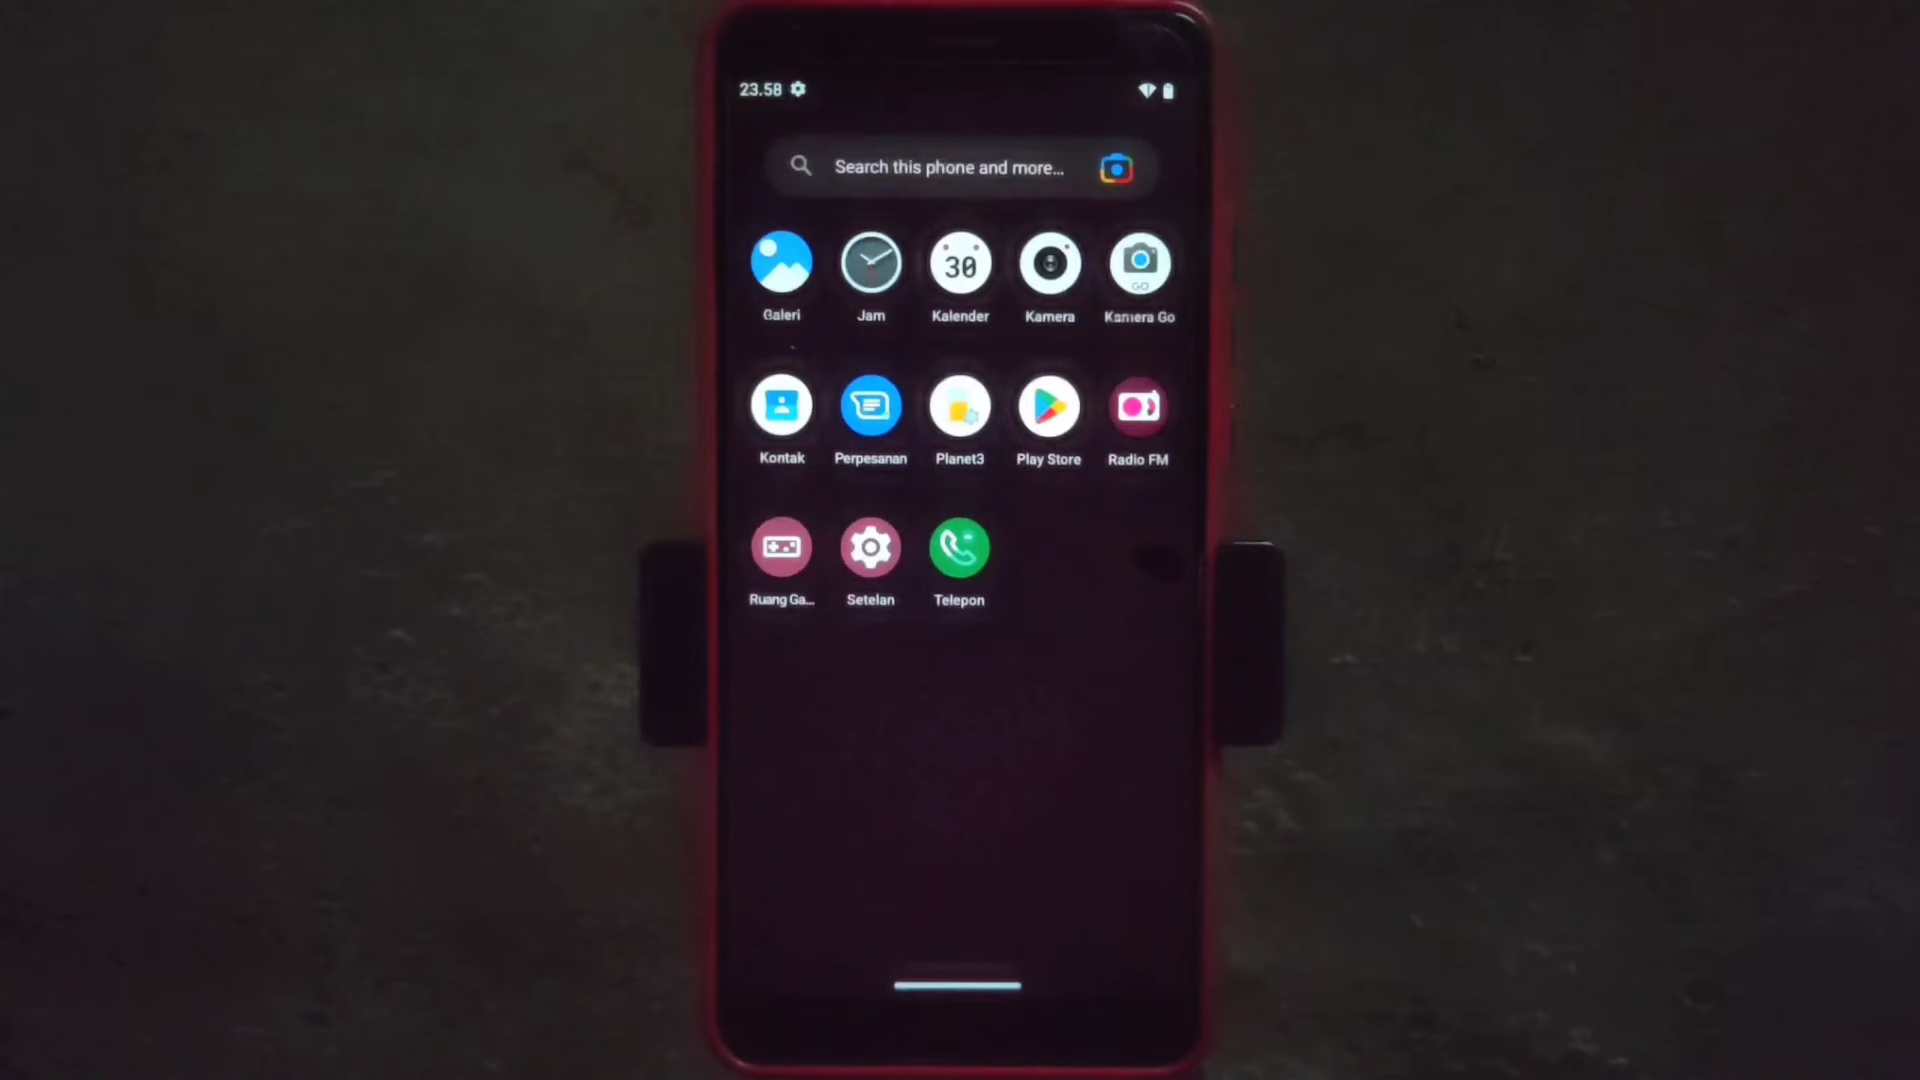 23.58
Search this phone and more...
30
GO
Galeri Jam Kalender Kamera Kamera Go
Kontak Perpesanan Planet3 Play Store Radio FM
Ruang Ga... Setelan Telepon